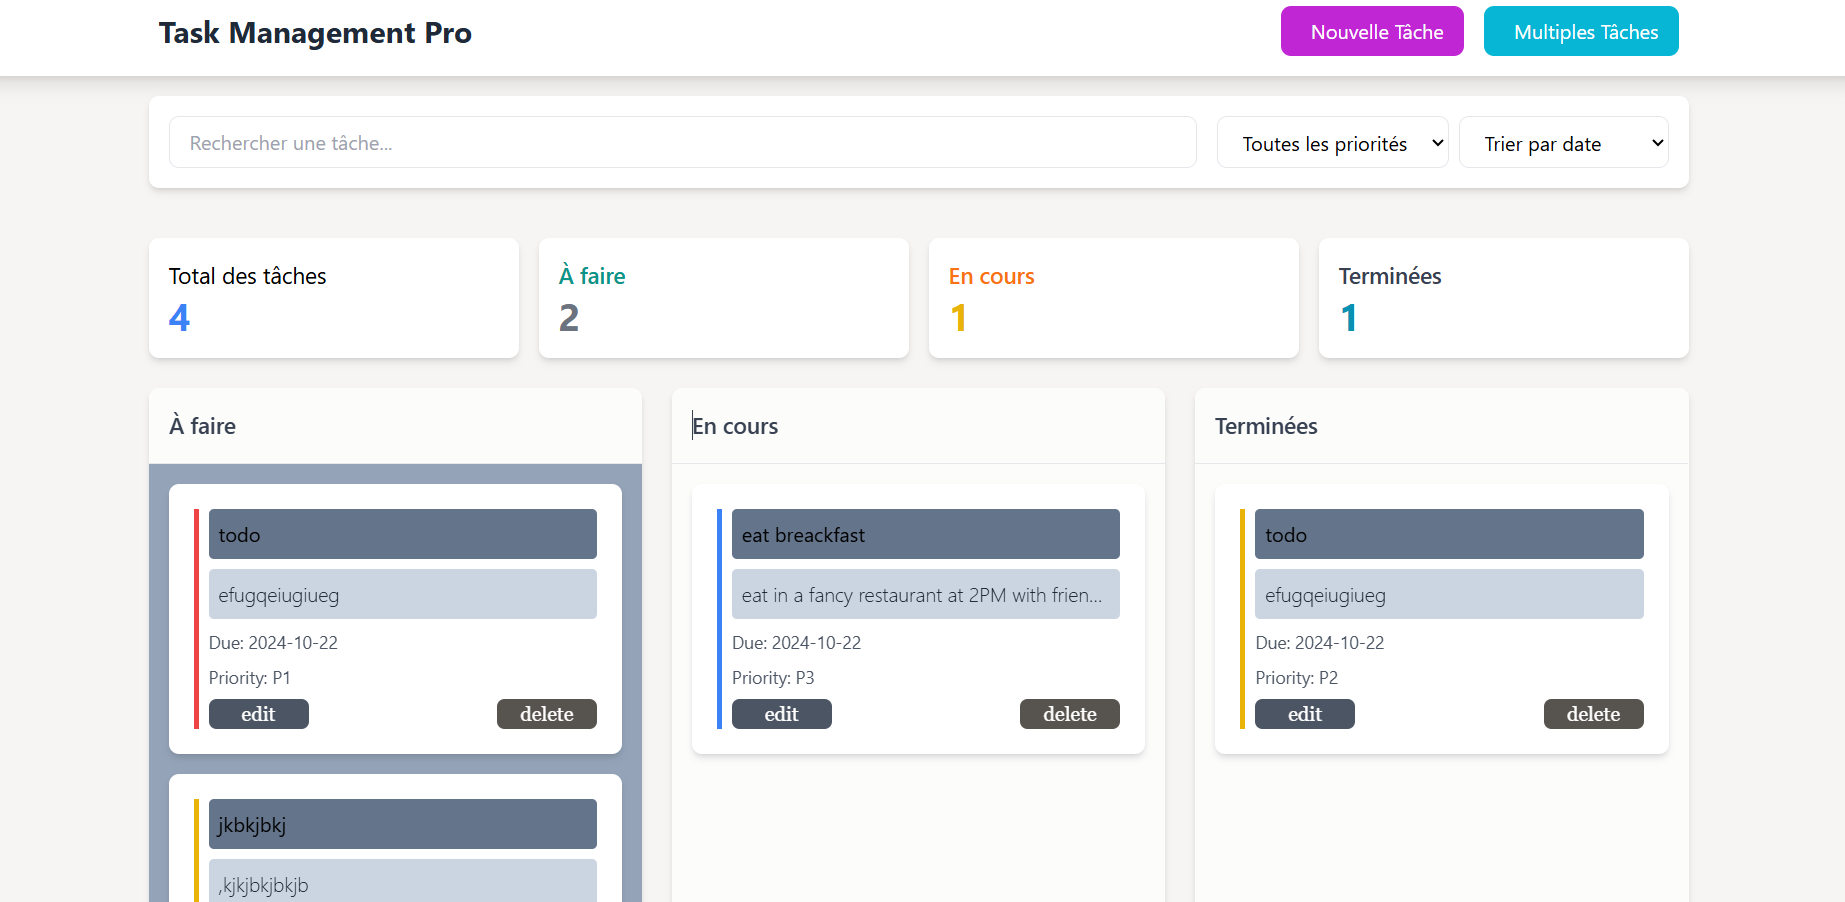 Task Management Pro
Nouvelle Tâche
Multiples Tâches
Rechercher une tâche...
Toutes les priorités
Trier par date
Total des tâches
4
À faire
2
En cours
1
Terminées
1
À faire
todo
efugqeiugiueg
Due: 2024-10-22
Priority: P1
edit
delete
jkbkjbkj
,kjkjbkjbkjb
En cours
eat breackfast
eat in a fancy restaurant at 2PM with frien...
Due: 2024-10-22
Priority: P3
edit
delete
Terminées
todo
efugqeiugiueg
Due: 2024-10-22
Priority: P2
edit
delete